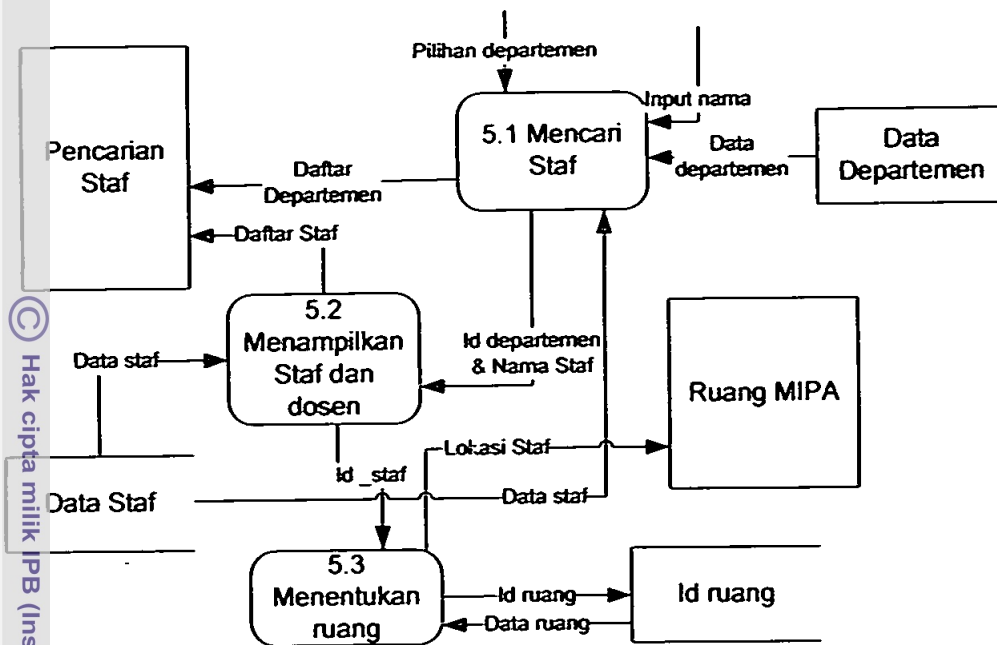 Pilihan departemen
Input nama
5.1 Mencari
Staf
Data
departemen
Data
Departemen
Pencarian
Staf
Daftar
Departemen
Daftar Staf
5.2
Menampilkan
Staf dan
dosen
Id departemen
& Nama Staf
Data staf
Ruang MIPA
Lokasi Staf
Id_staf
Data Staf
Data staf
5.3
Menentukan
ruang
Id ruang
Data ruang
Id ruang
© Hak cipta milik IPB (Ins